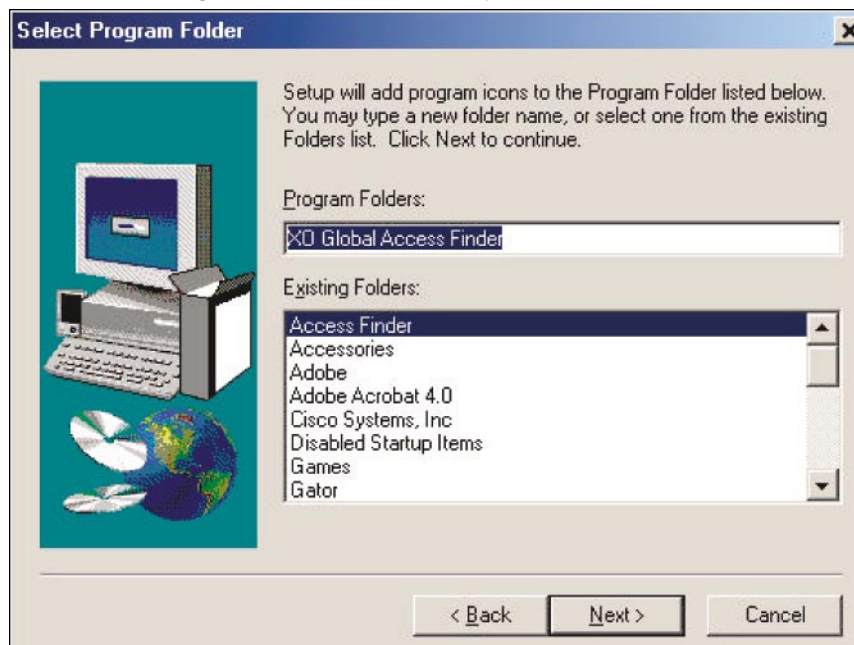 Select Program Folder
Setup will add program icons to the Program Folder listed below.
You may type a new folder name, or select one from the existing
Folders list. Click Next to continue.
Program Folders:
XO Global Access Finder
Existing Folders:
Access Finder
Accessories
Adobe
Adobe Acrobat 4.0
Cisco Systems, Inc
Disabled Startup Items
Games
Gator
< Back
Next >
Cancel